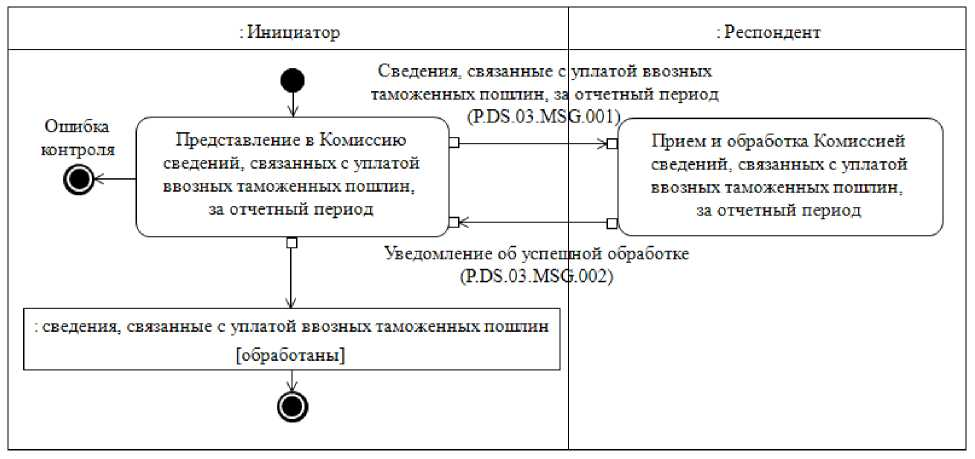 : Инициатор
: Респондент
Сведения, связанные с уплатой ввозных
таможенных пошлин, за отчетный период
(P.DS.03.MSG.001)
Ошибка
контроля
Представление в Комиссию
сведений, связанных с уплатой
ввозных таможенных пошлин,
за отчетный период
Прием и обработка Комиссией
сведений, связанных с уплатой
ввозных таможенных пошлин,
за отчетный период
Уведомление об успешной обработке
(P.DS.03.MSG.002)
: сведения, связанные с уплатой ввозных таможенных пошлин
[обработаны]